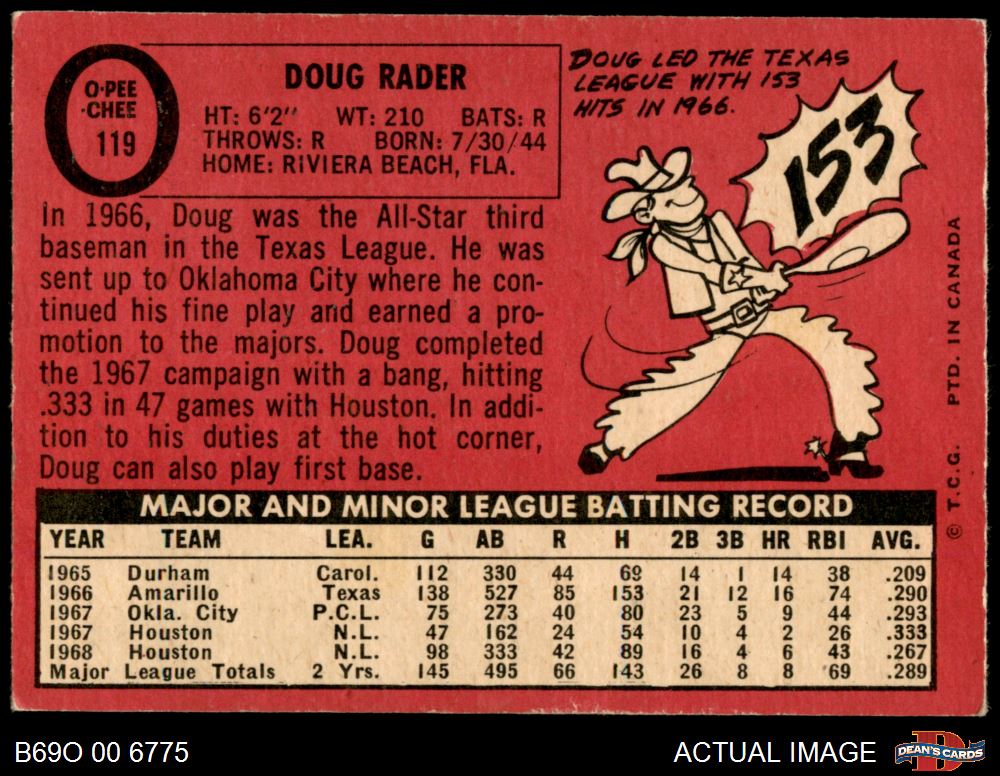 O·PEE
·CHEE
119
DOUG RADER
HT: 6'2" WT: 210 BATS: R
THROWS: R BORN: 7/30/44
HOME: RIVIERA BEACH, FLA.
DOUG LED THE TEXAS
LEAGUE WITH 153
HITS IN 1966.
153
In 1966, Doug was the All-Star third
baseman in the Texas League. He was
sent up to Oklahoma City where he con-
tinued his fine play and earned a pro-
motion to the majors. Doug completed
the 1967 campaign with a bang, hitting
.333 in 47 games with Houston. In addi-
tion to his duties at the hot corner,
Doug can also play first base.
© T.C.G. PTD. IN CANADA
MAJOR AND MINOR LEAGUE BATTING RECORD
YEAR TEAM LEA. G AB R H 2B 3B HR RBI AVG.
1965 Durham Carol. 112 330 44 69 14 1 14 38 .209
1966 Amarillo Texas 138 527 85 153 21 12 16 74 .290
1967 Okla. City P.C.L. 75 273 40 80 23 5 9 44 .293
1967 Houston N.L. 47 162 24 54 10 4 2 26 .333
1968 Houston N.L. 98 333 42 89 16 4 6 43 .267
Major League Totals 2 Yrs. 145 495 66 143 26 8 8 69 .289
B69O 00 6775
ACTUAL IMAGE
DEAN'S CARDS